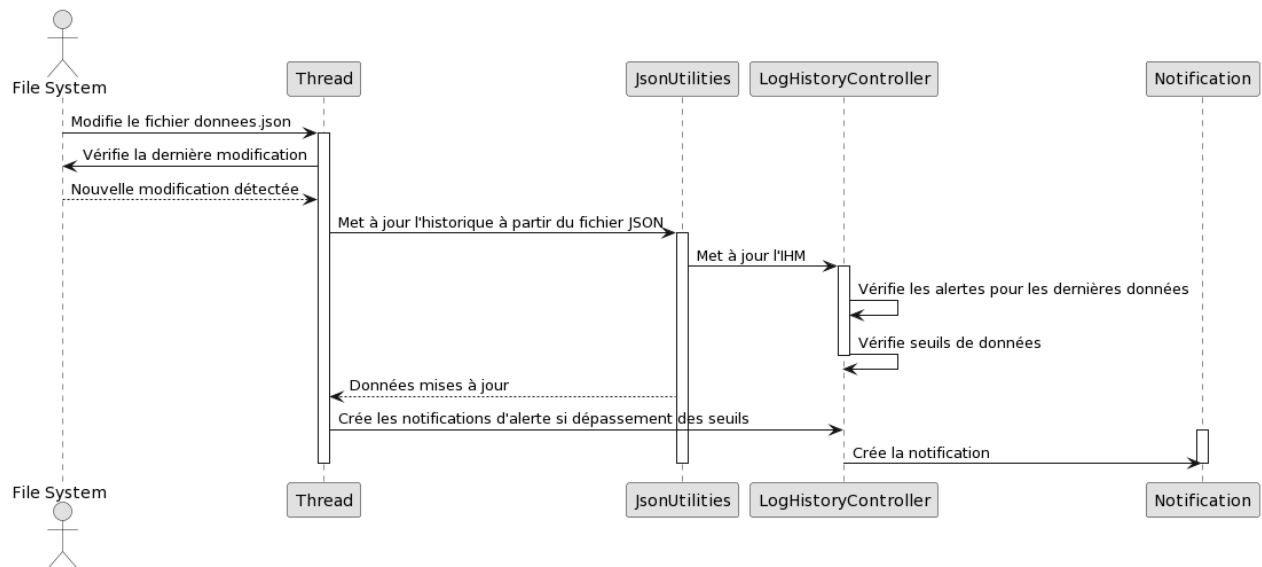 File System
Thread
JsonUtilities
LogHistoryController
Notification
Modifie le fichier donnees.json
Vérifie la dernière modification
Nouvelle modification détectée
Met à jour l'historique à partir du fichier JSON
Met à jour l'IHM
Vérifie les alertes pour les dernières données
Vérifie seuils de données
Données mises à jour
Crée les notifications d'alerte si dépassement des seuils
Crée la notification
File System
Thread
JsonUtilities
LogHistoryController
Notification